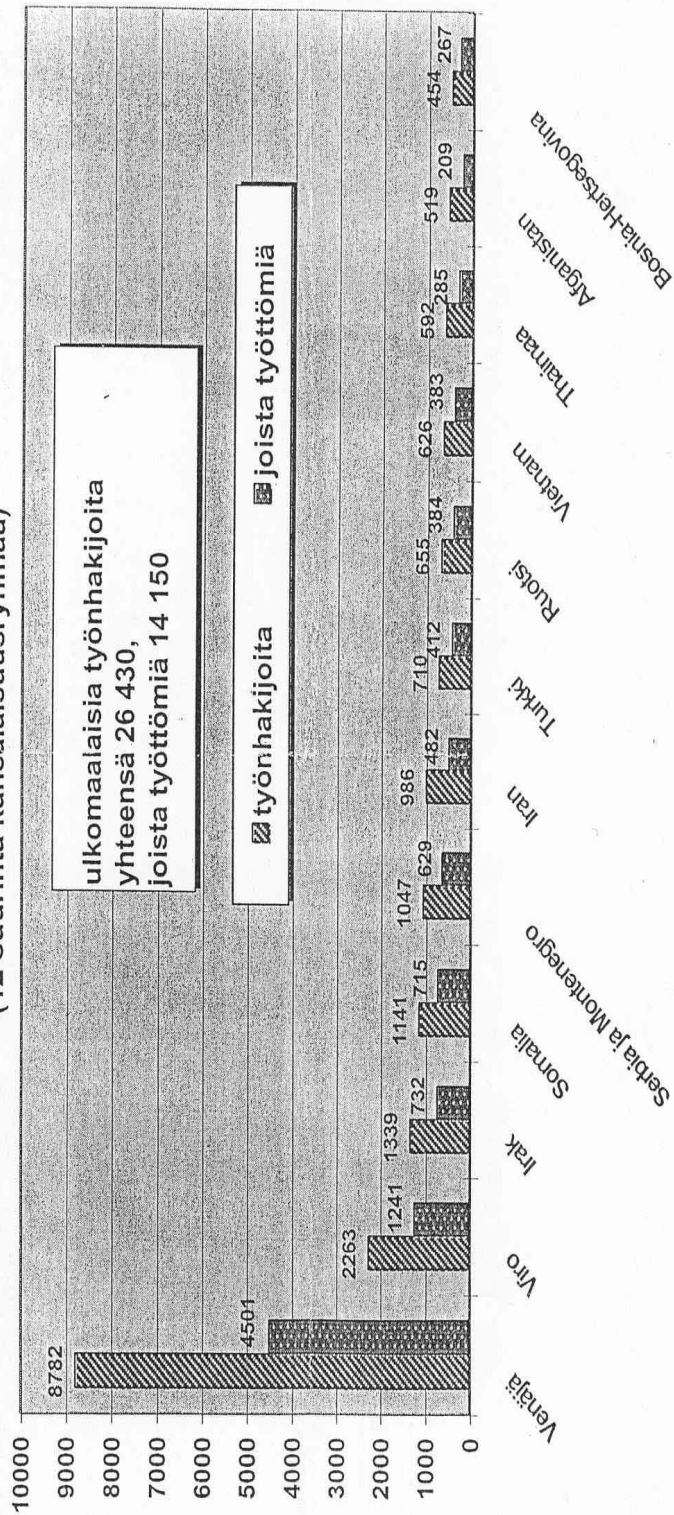 (12 suurinta kansalaisuusryhmää)
10000
9000
8000
7000
6000
5000
4000
3000
2000
1000
0
ulkomaalaisia työnhakijoita
yhteensä 26 430,
joista työttömiä 14 150
työnhakijoita joista työttömiä
8782 4501
2263 1241
1339 732
1141 715
1047 629
986 482
710 412
655 384
626 383
592 285
519 209
454 267
Venäjä
Viro
Irak
Somalia
Serbia ja Montenegro
Iran
Turkki
Ruotsi
Vietnam
Thaimaa
Afganistan
Bosnia-Hertsegovina